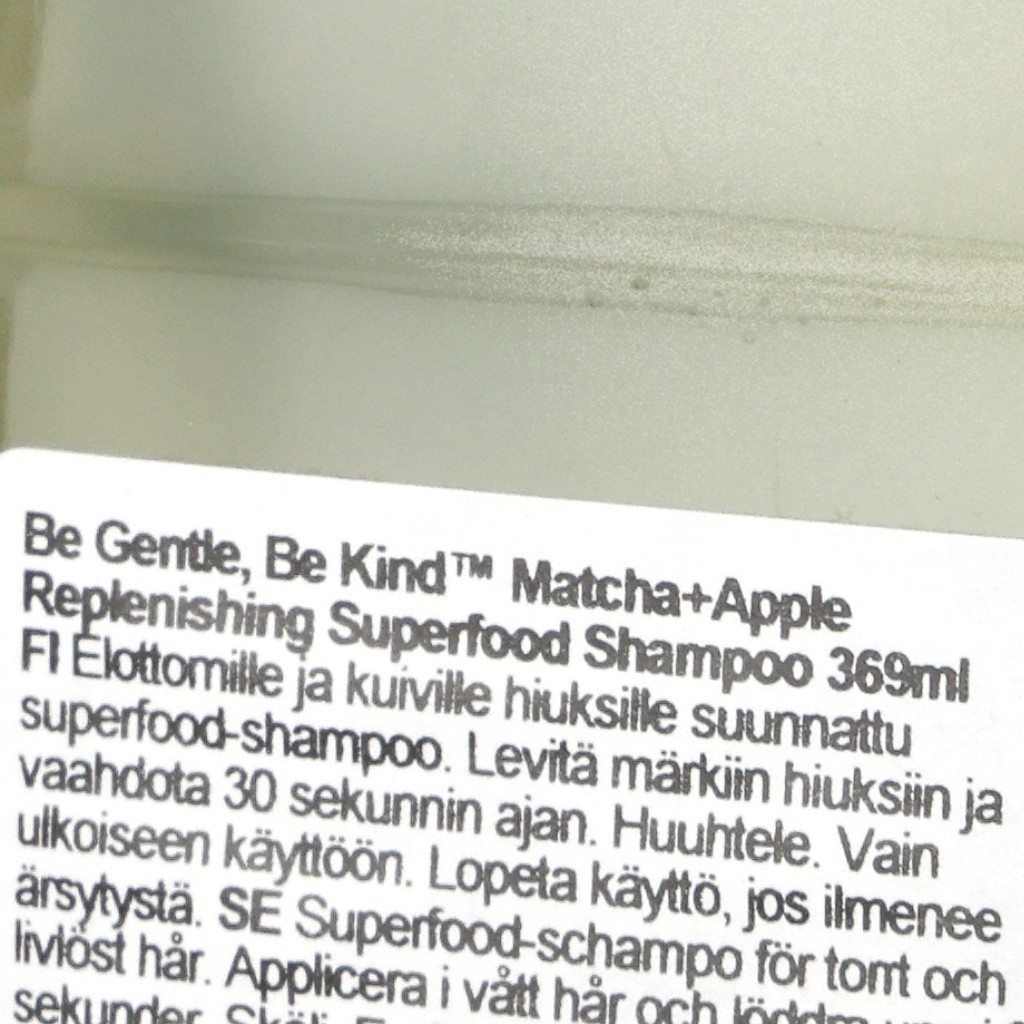 Be Gentle, Be Kind™ Matcha+Apple
Replenishing Superfood Shampoo 369ml
FI Elottomille ja kuiville hiuksille suunnattu
superfood-shampoo. Levitä märkiin hiuksiin ja
vaahdota 30 sekunnin ajan. Huuhtele. Vain
ulkoiseen käyttöön. Lopeta käyttö, jos ilmenee
ärsytystä. SE Superfood-schampo för torrt och
livlöst hår. Applicera i vått hår och
sekunder.